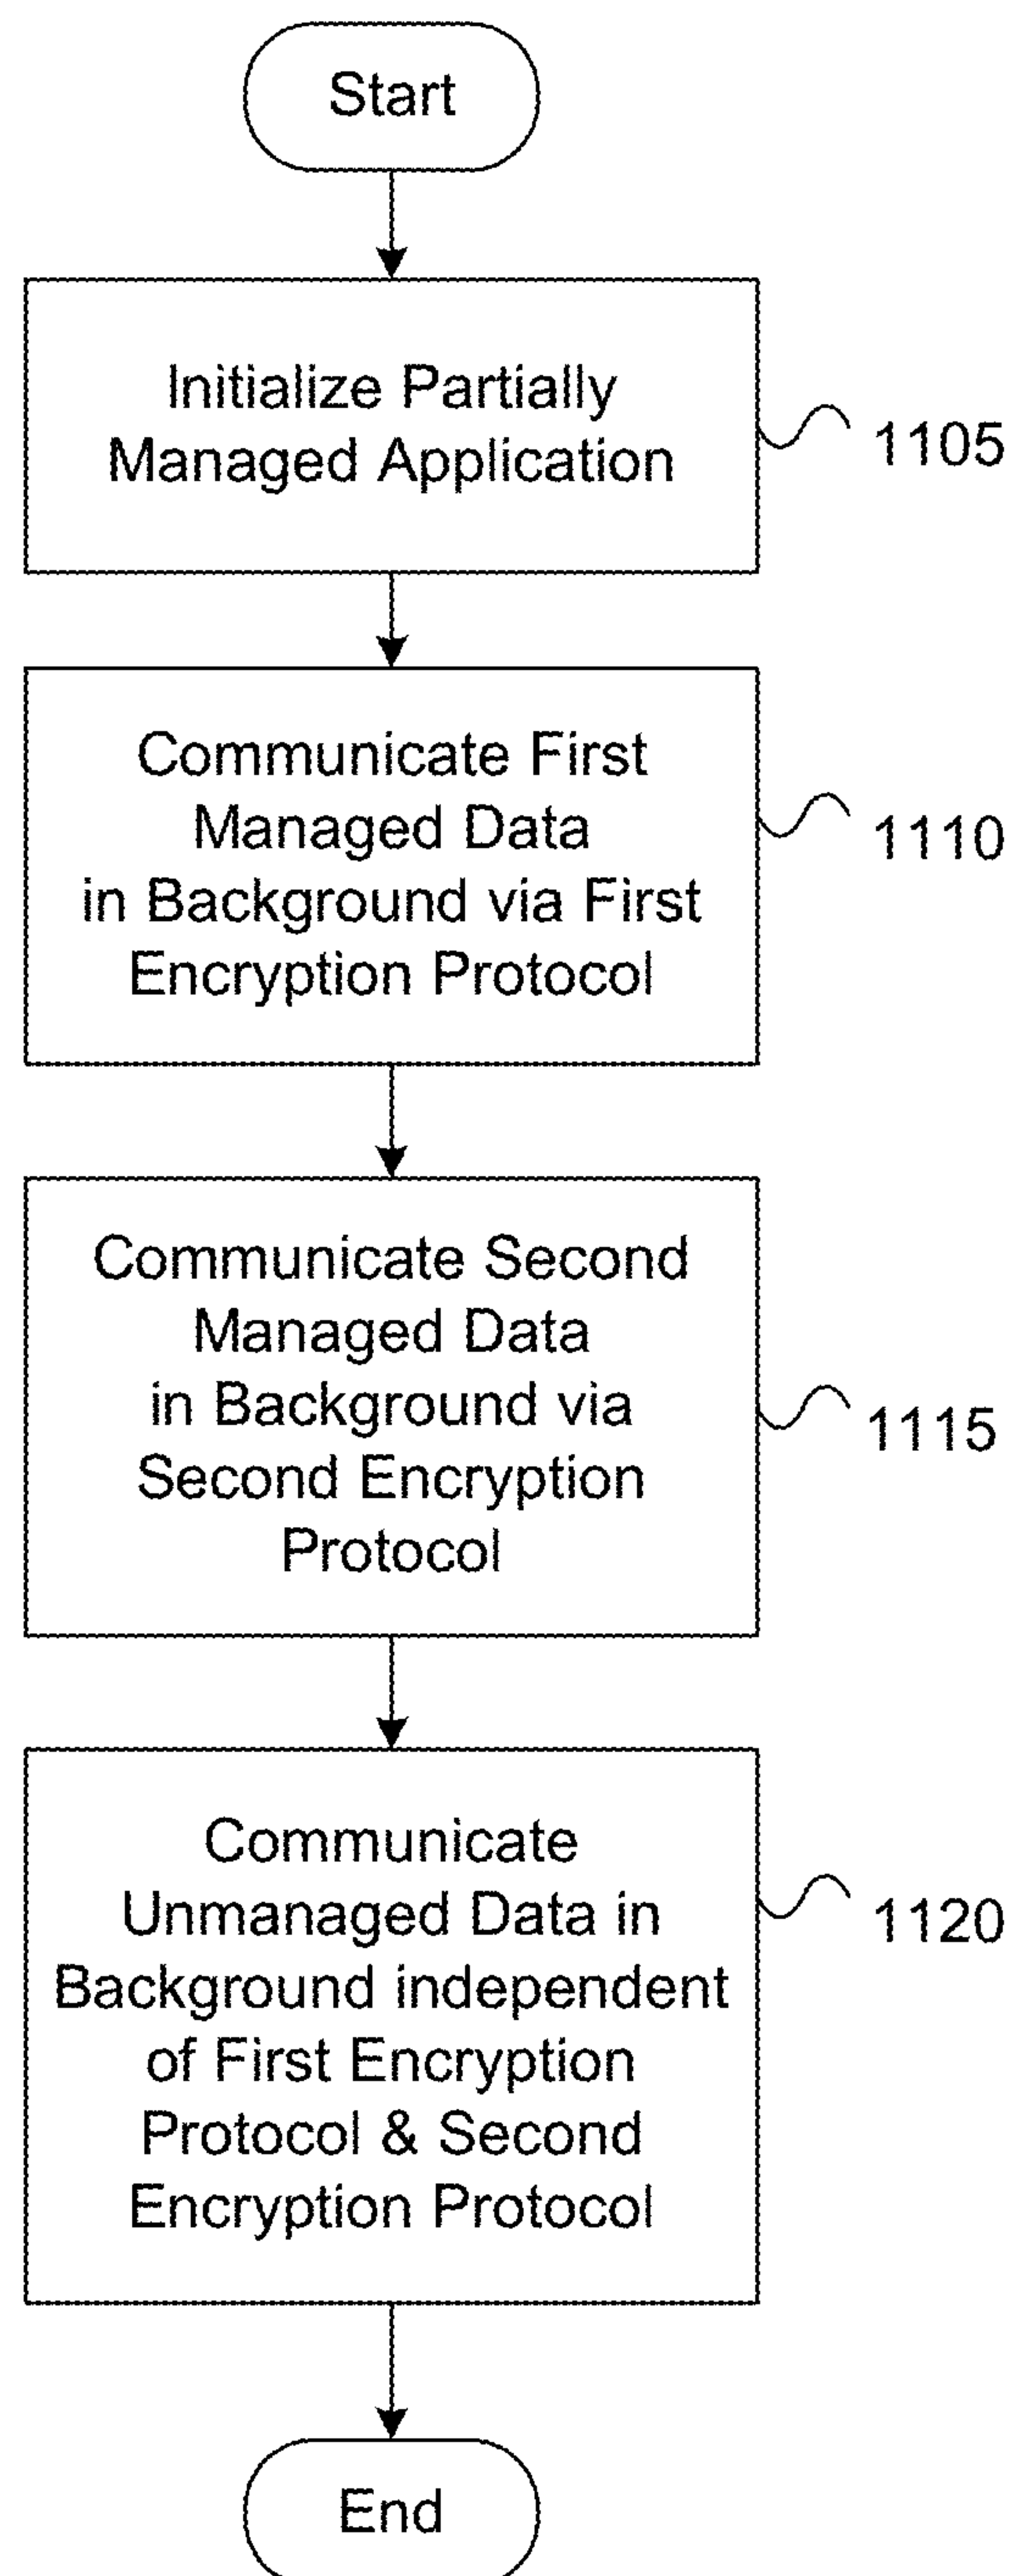 Start
Initialize Partially
Managed Application
1105
Communicate First
Managed Data
in Background via First
Encryption Protocol
1110
Communicate Second
Managed Data
in Background via
Second Encryption
Protocol
1115
Communicate
Unmanaged Data in
Background independent
of First Encryption
Protocol & Second
Encryption Protocol
1120
End